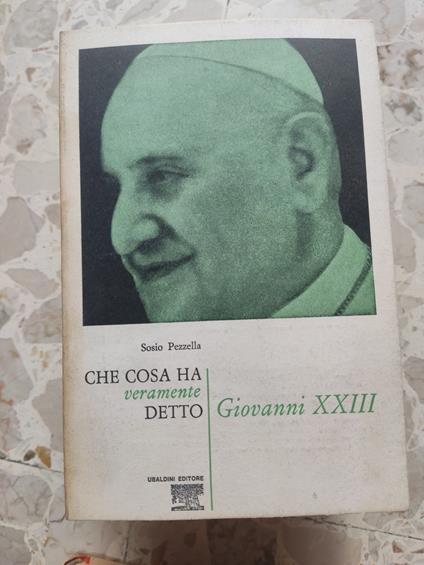 Sosio Pezzella
CHE COSA HA
veramente
DETTO
Giovanni XXIII
UBALDINI EDITORE